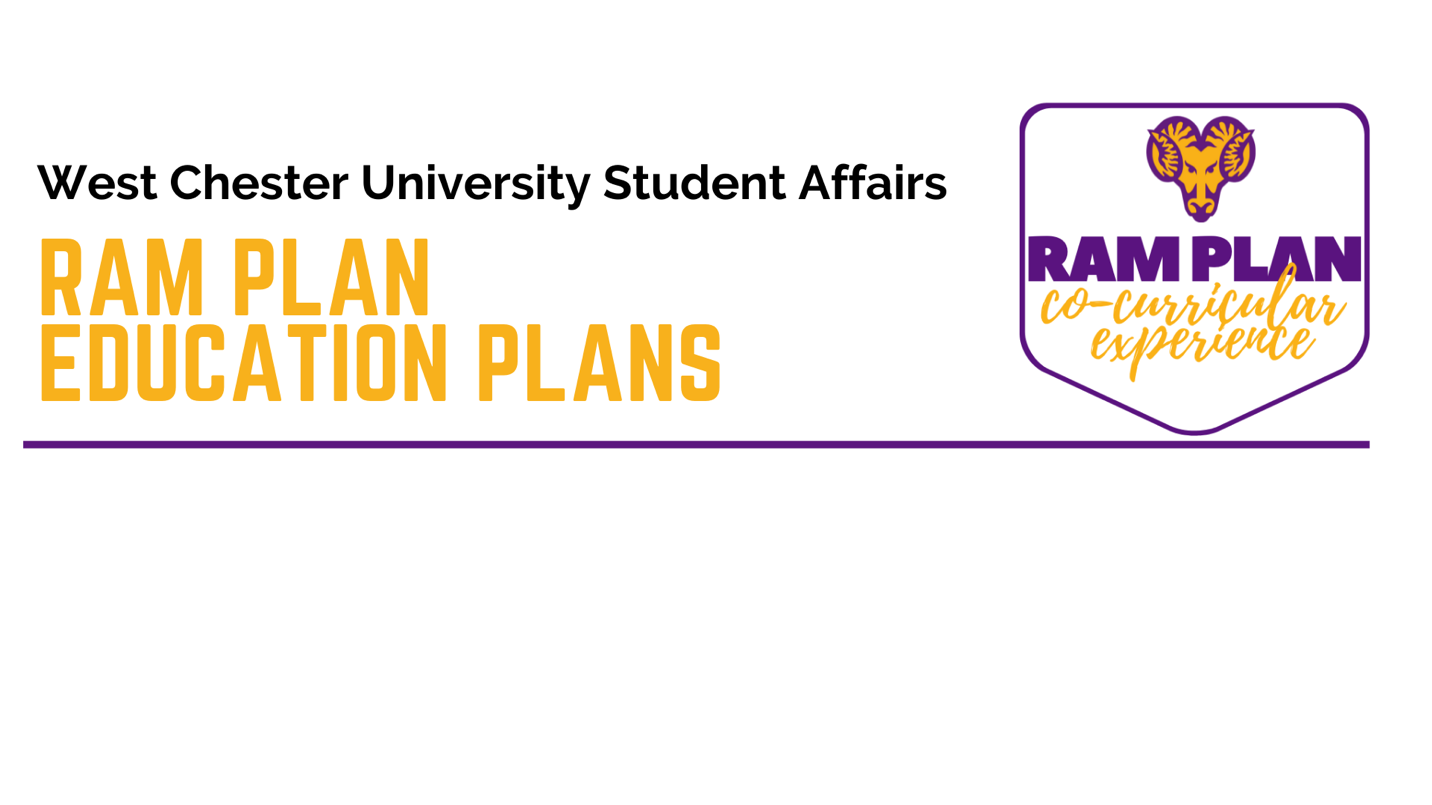 West Chester University Student Affairs
RAM PLAN
EDUCATION PLANS
RAM PLAN
co-curricular
experience